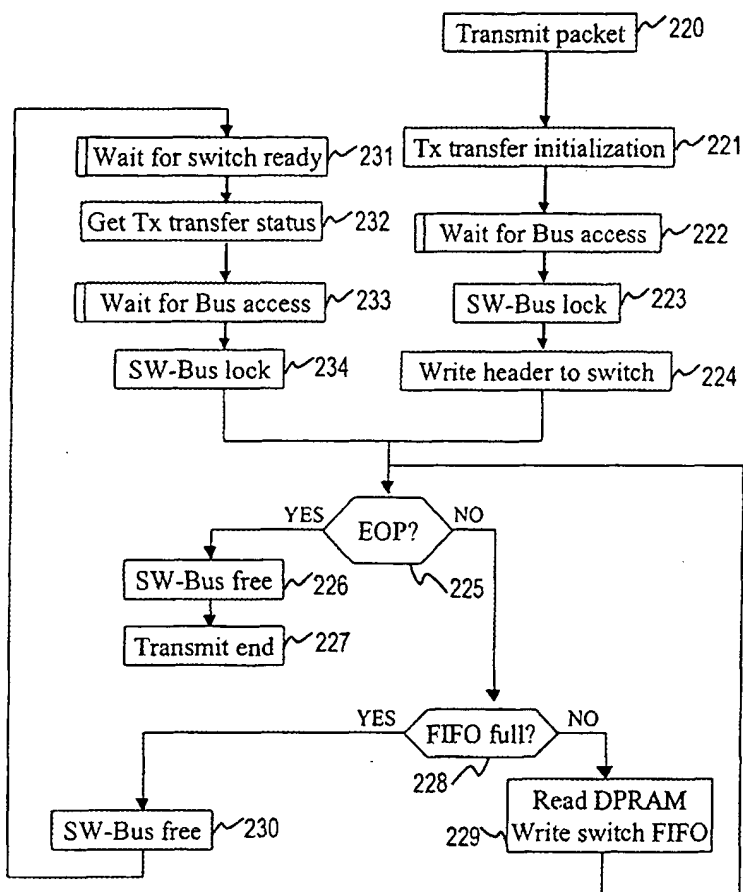 Transmit packet 220
Wait for switch ready 231
Tx transfer initialization 221
Get Tx transfer status 232
Wait for Bus access 222
Wait for Bus access 233
SW-Bus lock 223
SW-Bus lock 234
Write header to switch 224
YES
EOP?
NO
225
SW-Bus free 226
Transmit end 227
YES
FIFO full?
NO
228
Read DPRAM
Write switch FIFO
229
SW-Bus free 230